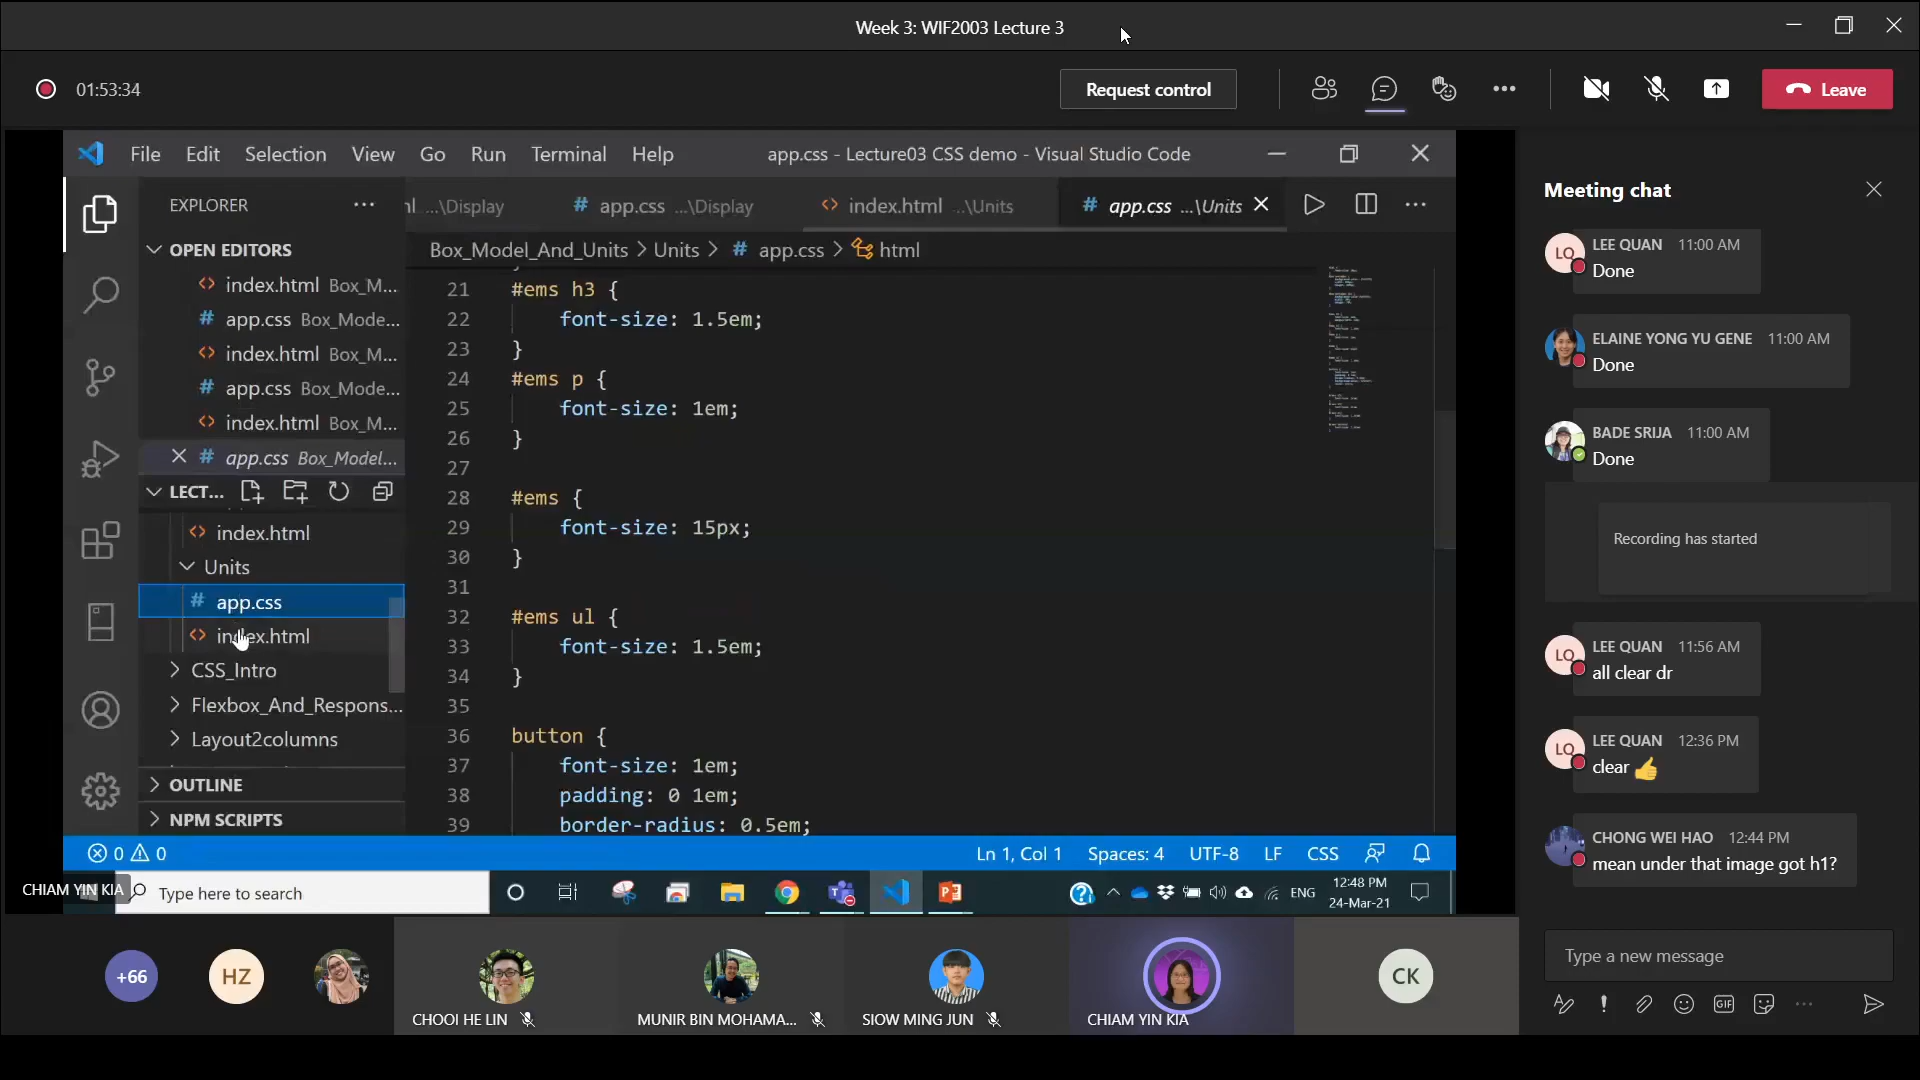 Week 3: WIF2003 Lecture 3
01:53:34
Request control
Leave
File Edit Selection View Go Run Terminal Help
app.css - Lecture03 CSS demo - Visual Studio Code
EXPLORER
...\Display
# app.css ...\Display
index.html ...\Units
# app.css ...\Units
Box_Model_And_Units > Units > # app.css > html
OPEN EDITORS
index.html Box_M...
# app.css Box_Mode...
index.html Box_M...
# app.css Box_Mode...
index.html Box_M...
# app.css Box_Model...
LECT...
index.html
Units
# app.css
index.html
CSS_Intro
Flexbox_And_Respons...
Layout2columns
OUTLINE
NPM SCRIPTS
21 #ems h3 {
22 font-size: 1.5em;
23 }
24 #ems p {
25 font-size: 1em;
26 }
27
28 #ems {
29 font-size: 15px;
30 }
31
32 #ems ul {
33 font-size: 1.5em;
34 }
35
36 button {
37 font-size: 1em;
38 padding: 0 1em;
39 border-radius: 0.5em;
0 0
Ln 1, Col 1 Spaces: 4 UTF-8 LF CSS
CHIAM YIN KIA
Type here to search
ENG
12:48 PM
24-Mar-21
+66
HZ
CHOOI HE LIN
MUNIR BIN MOHAMA...
SIOW MING JUN
CHIAM YIN KIA
CK
Meeting chat
LQ
LEE QUAN 11:00 AM
Done
ELAINE YONG YU GENE 11:00 AM
Done
BADE SRIJA 11:00 AM
Done
Recording has started
LQ
LEE QUAN 11:56 AM
all clear dr
LQ
LEE QUAN 12:36 PM
clear 👍
CHONG WEI HAO 12:44 PM
mean under that image got h1?
Type a new message
GIF